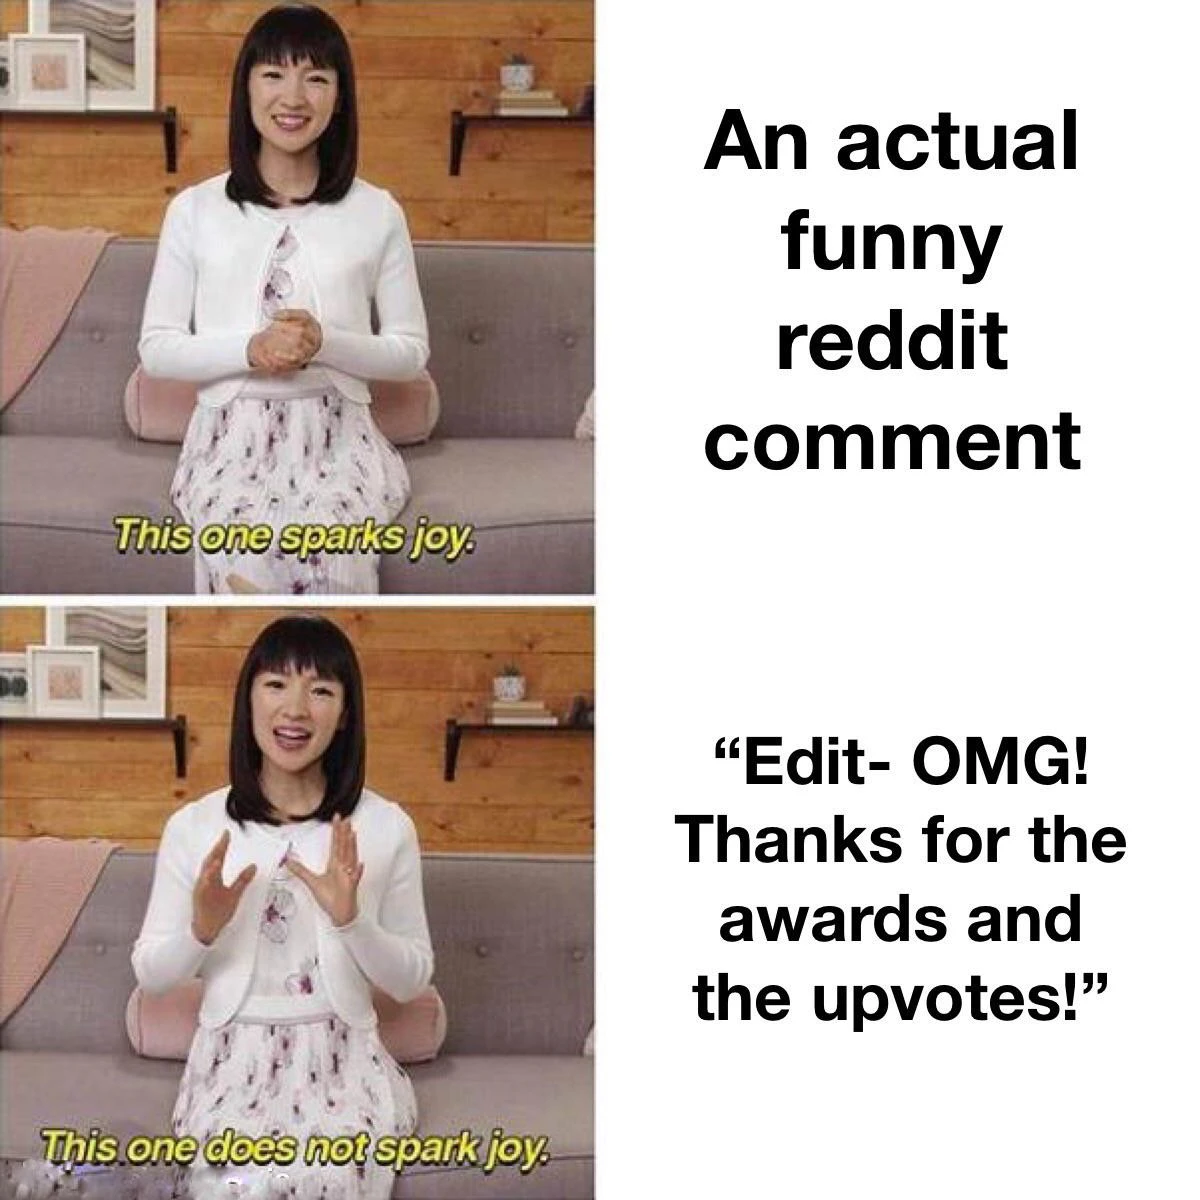 An actual
funny
reddit
comment
This one sparks joy.
“Edit- OMG!
Thanks for the
awards and
the upvotes!”
This one does not spark joy.